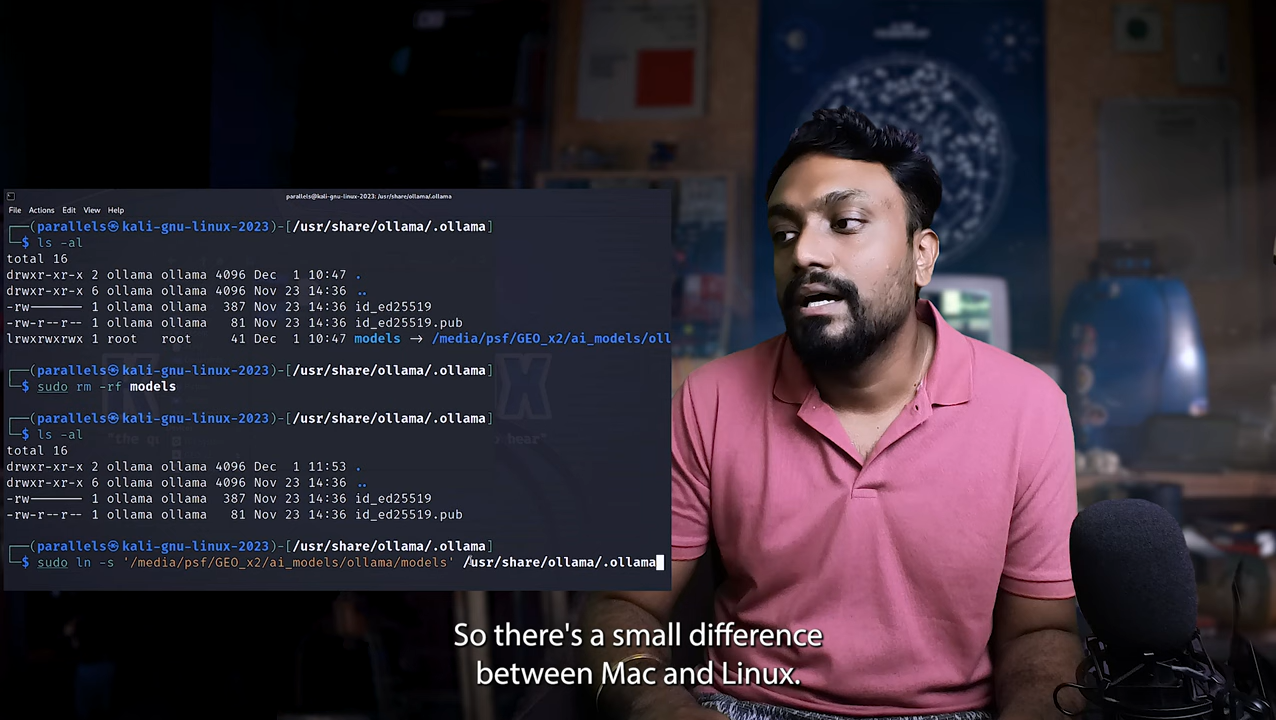 parallels@kali-gnu-linux-2023: /usr/share/ollama/.ollama
File Actions Edit View Help
┌──(parallels㉿kali-gnu-linux-2023)-[/usr/share/ollama/.ollama]
└─$ ls -al
total 16
drwxr-xr-x 2 ollama ollama 4096 Dec  1 10:47 .
drwxr-xr-x 6 ollama ollama 4096 Nov 23 14:36 ..
-rw------- 1 ollama ollama  387 Nov 23 14:36 id_ed25519
-rw-r--r-- 1 ollama ollama   81 Nov 23 14:36 id_ed25519.pub
lrwxrwxrwx 1 root   root     41 Dec  1 10:47 models → /media/psf/GEO_x2/ai_models/oll
┌──(parallels㉿kali-gnu-linux-2023)-[/usr/share/ollama/.ollama]
└─$ sudo rm -rf models
┌──(parallels㉿kali-gnu-linux-2023)-[/usr/share/ollama/.ollama]
└─$ ls -al
total 16
drwxr-xr-x 2 ollama ollama 4096 Dec  1 11:53 .
drwxr-xr-x 6 ollama ollama 4096 Nov 23 14:36 ..
-rw------- 1 ollama ollama  387 Nov 23 14:36 id_ed25519
-rw-r--r-- 1 ollama ollama   81 Nov 23 14:36 id_ed25519.pub
┌──(parallels㉿kali-gnu-linux-2023)-[/usr/share/ollama/.ollama]
└─$ sudo ln -s '/media/psf/GEO_x2/ai_models/ollama/models' /usr/share/ollama/.ollama
So there's a small difference
between Mac and Linux.